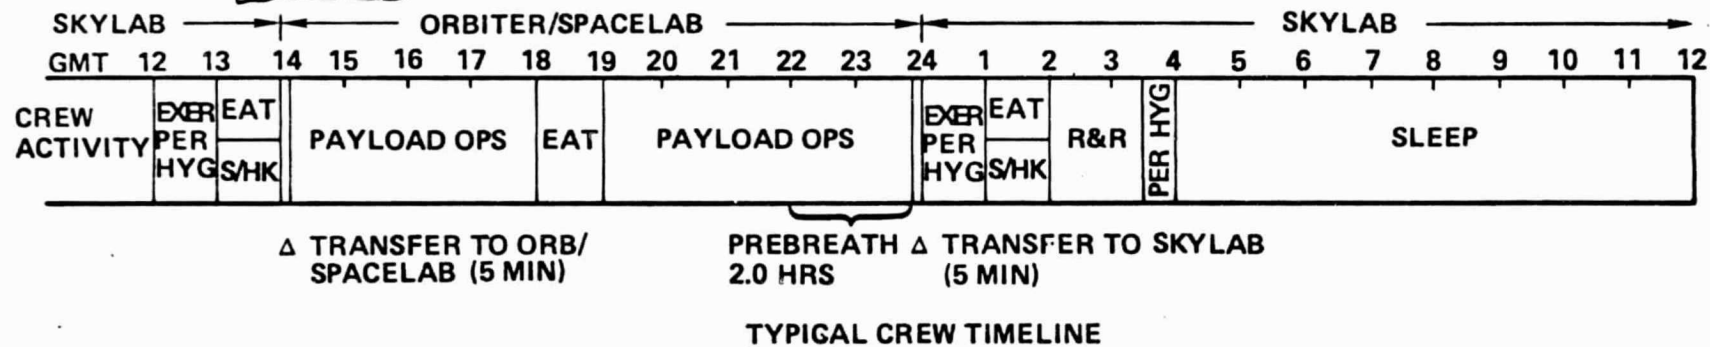 SKYLAB ORBITER/SPACELAB SKYLAB
GMT 12 13 14 15 16 17 18 19 20 21 22 23 24 1 2 3 4 5 6 7 8 9 10 11 12
CREW ACTIVITY
EXER
PER
HYG
EAT
S/HK
PAYLOAD OPS
EAT
PAYLOAD OPS
EXER
PER
HYG
EAT
S/HK
R&R
PER HYG
SLEEP
Δ TRANSFER TO ORB/
SPACELAB (5 MIN)
PREBREATH
2.0 HRS
Δ TRANSFER TO SKYLAB
(5 MIN)
TYPICAL CREW TIMELINE